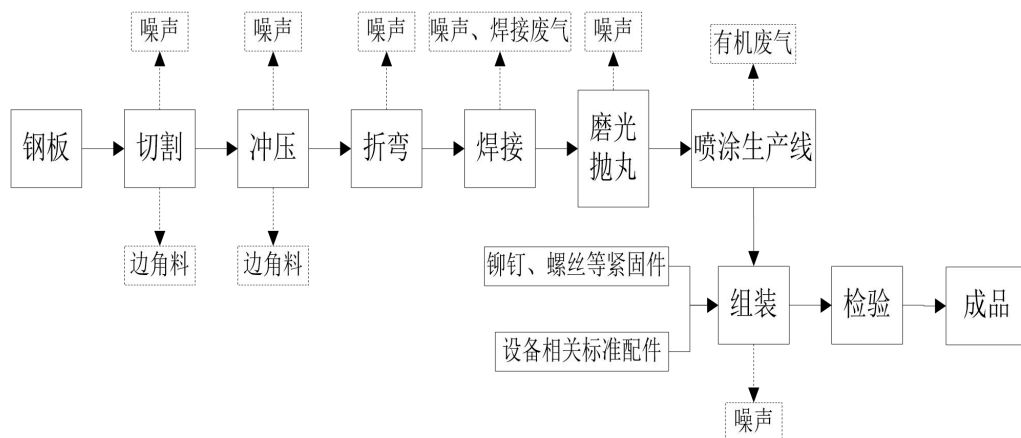 噪声
噪声
噪声
噪声、焊接废气
噪声
有机废气
钢板
切割
冲压
折弯
焊接
磨光
抛丸
喷涂生产线
边角料
边角料
铆钉、螺丝等紧固件
组装
检验
成品
设备相关标准配件
噪声